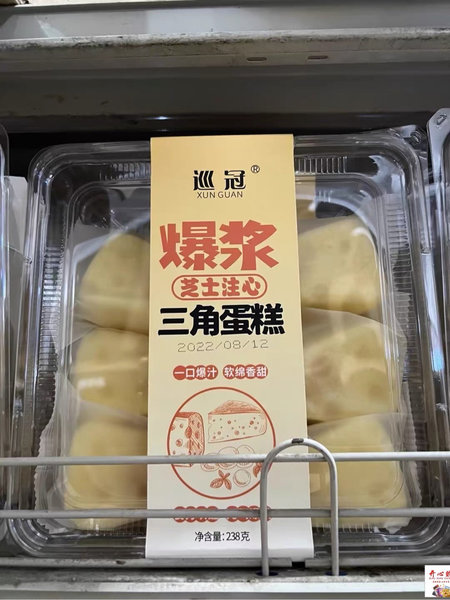 巡冠®
XUN GUAN
爆浆
芝士注心
三角蛋糕
2022/08/12
一口爆汁 软绵香甜
净含量:238克